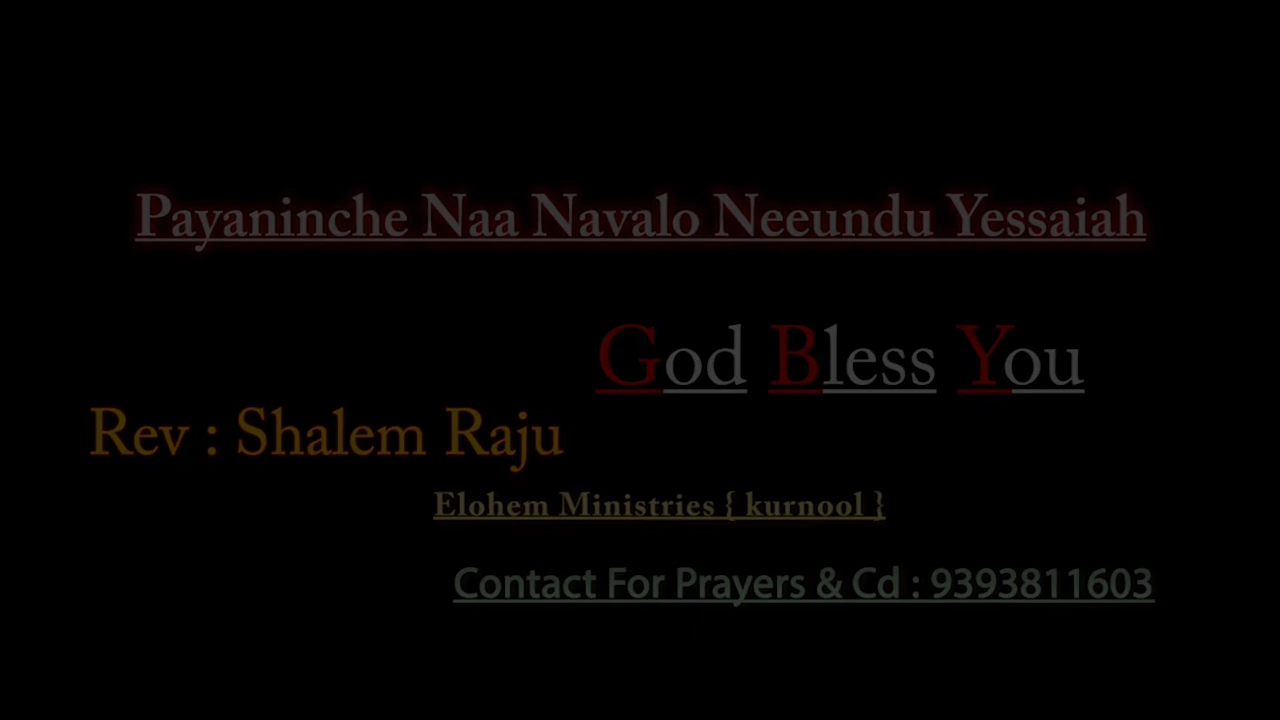 Payaninche Naa Navalo Neeundu Yessaiah
God Bless You
Rev : Shalem Raju
Elohem Ministries { kurnool }
Contact For Prayers & Cd : 9393811603